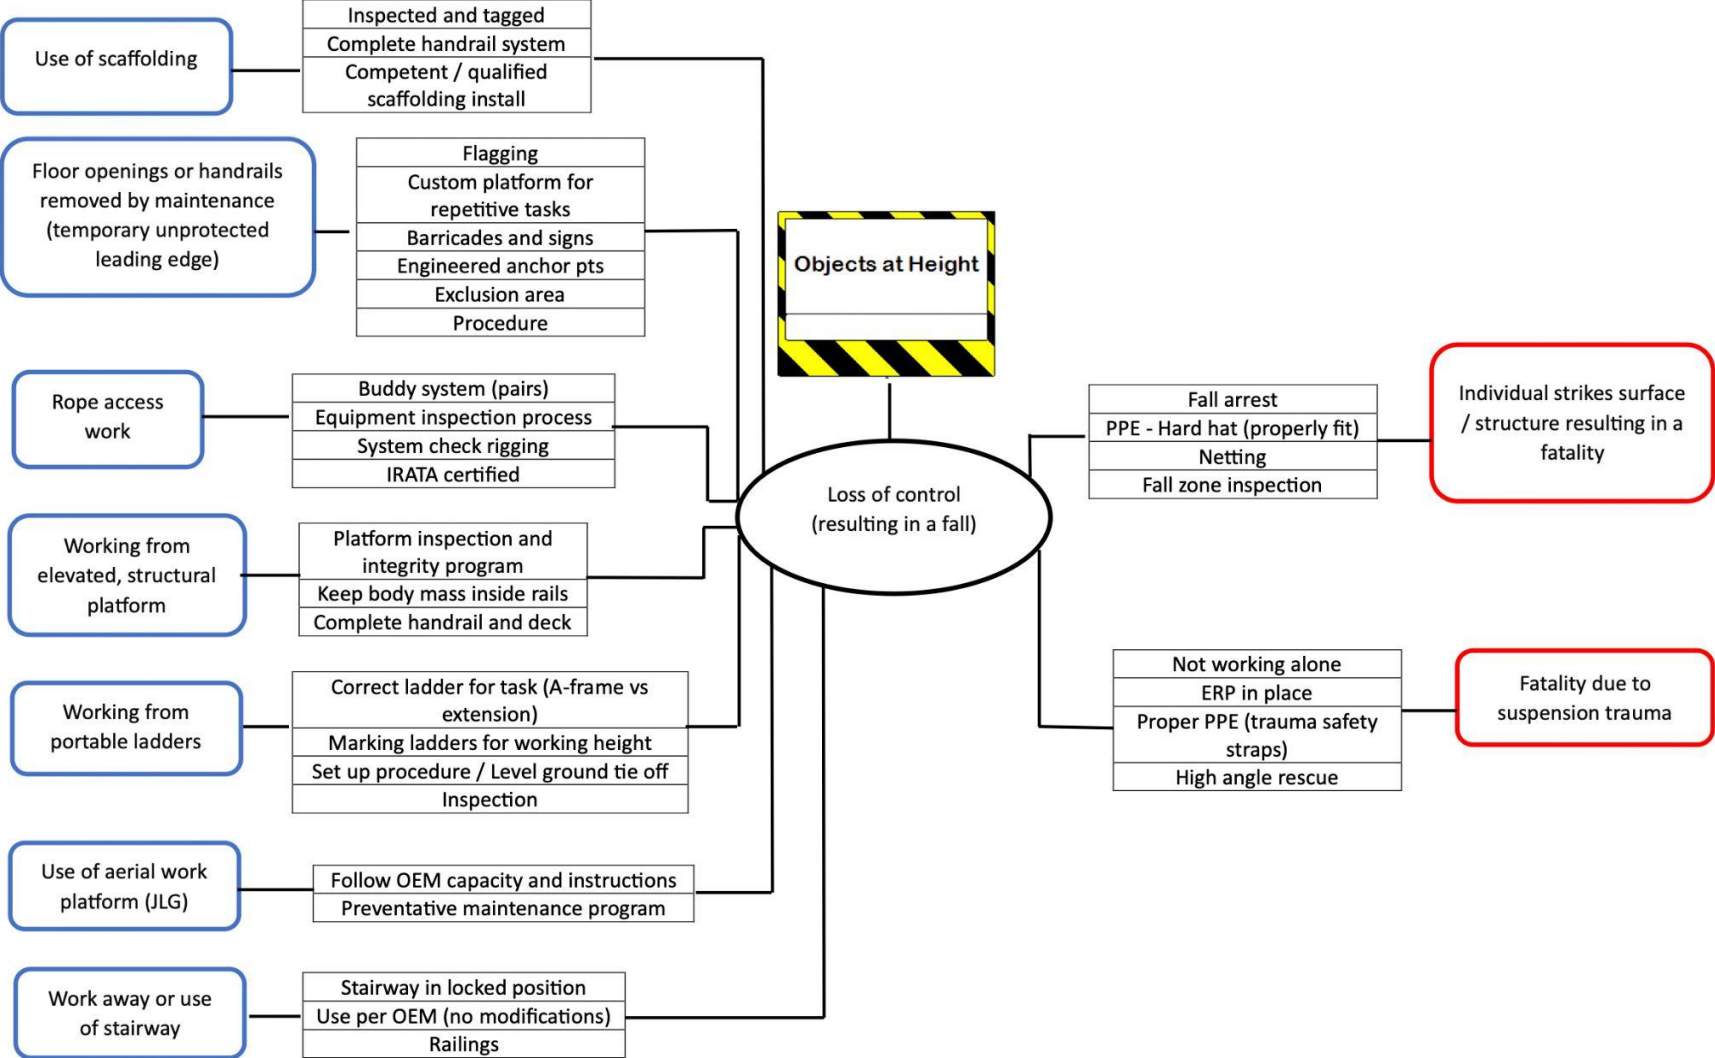 Use of scaffolding
Inspected and tagged
Complete handrail system
Competent / qualified
scaffolding install
Floor openings or handrails
removed by maintenance
(temporary unprotected
leading edge)
Flagging
Custom platform for
repetitive tasks
Barricades and signs
Engineered anchor pts
Exclusion area
Procedure
Rope access
work
Buddy system (pairs)
Equipment inspection process
System check rigging
IRATA certified
Working from
elevated, structural
platform
Platform inspection and
integrity program
Keep body mass inside rails
Complete handrail and deck
Working from
portable ladders
Correct ladder for task (A-frame vs
extension)
Marking ladders for working height
Set up procedure / Level ground tie off
Inspection
Use of aerial work
platform (JLG)
Follow OEM capacity and instructions
Preventative maintenance program
Work away or use
of stairway
Stairway in locked position
Use per OEM (no modifications)
Railings
Objects at Height
Loss of control
(resulting in a fall)
Fall arrest
PPE - Hard hat (properly fit)
Netting
Fall zone inspection
Individual strikes surface
/ structure resulting in a
fatality
Not working alone
ERP in place
Proper PPE (trauma safety
straps)
High angle rescue
Fatality due to
suspension trauma